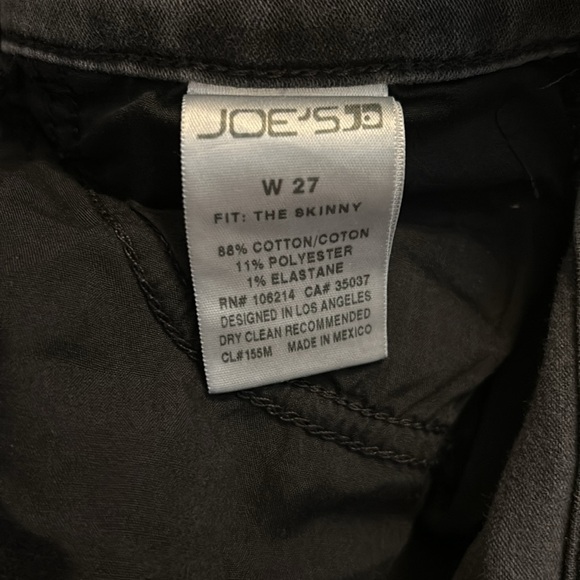 JOE'S JD
W 27
FIT: THE SKINNY
88% COTTON/COTON
11% POLYESTER
1% ELASTANE
RN# 106214 CA# 35037
DESIGNED IN LOS ANGELES
DRY CLEAN RECOMMENDED
CL#155M MADE IN MEXICO